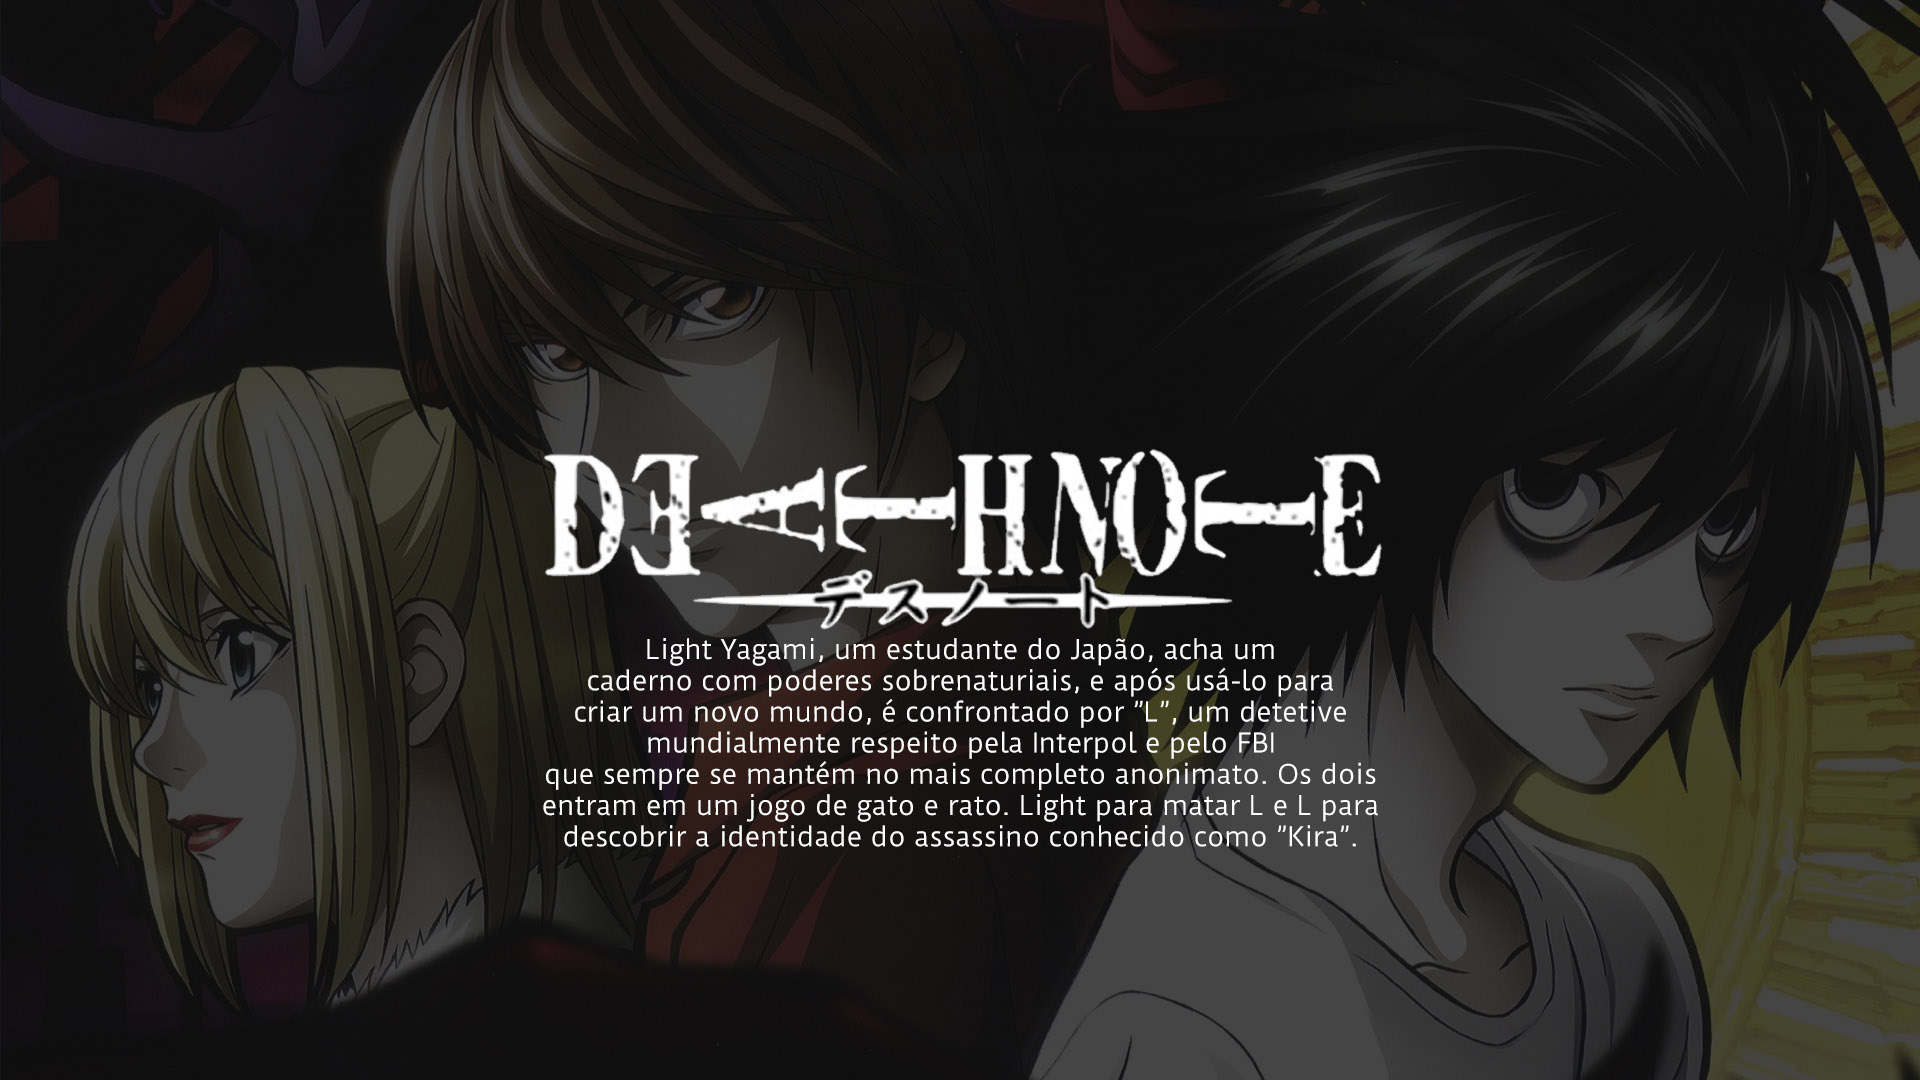 DEATH NOTE
デスノート
Light Yagami, um estudante do Japão, acha um
caderno com poderes sobrenaturiais, e após usá-lo para
criar um novo mundo, é confrontado por "L", um detetive
mundialmente respeito pela Interpol e pelo FBI
que sempre se mantém no mais completo anonimato. Os dois
entram em um jogo de gato e rato. Light para matar L e L para
descobrir a identidade do assassino conhecido como "Kira".